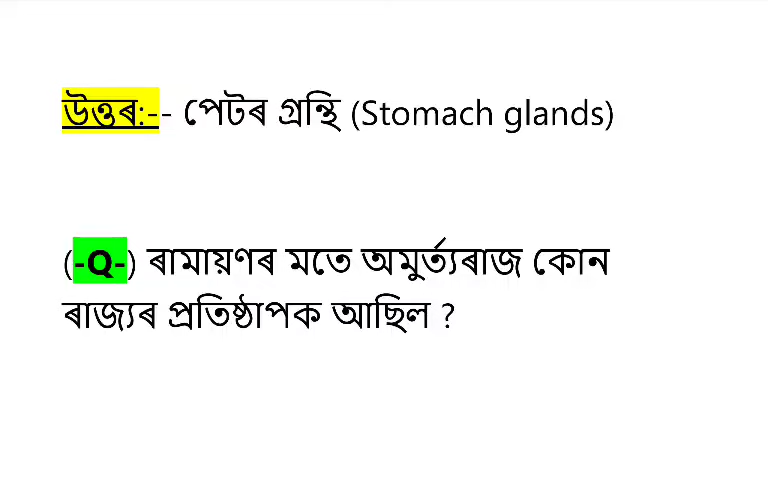 উত্তৰ:-- পেটৰ গ্ৰন্থি (Stomach glands)
(-Q-) ৰামায়ণৰ মতে অমুৰ্ত্যৰাজ কোন
ৰাজ্যৰ প্ৰতিষ্ঠাপক আছিল ?